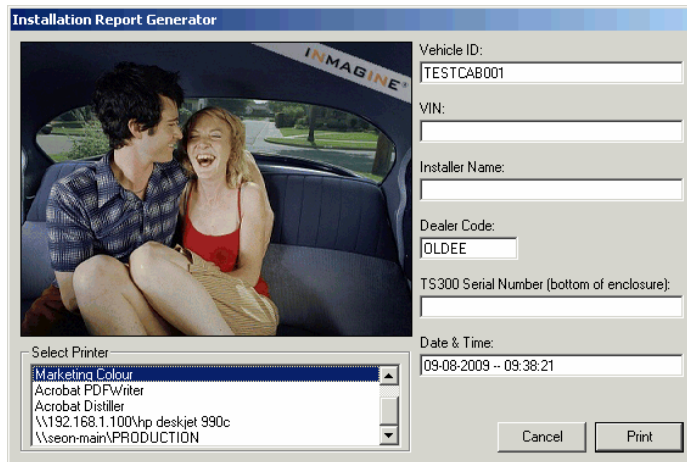 Installation Report Generator
INMAGINE®
Vehicle ID:
TESTCAB001
VIN:
Installer Name:
Dealer Code:
OLDEE
TS300 Serial Number (bottom of enclosure):
Date & Time:
09-08-2009 -- 09:38:21
Select Printer
Marketing Colour
Acrobat PDFWriter
Acrobat Distiller
\\192.168.1.100\hp deskjet 990c
\\seon-main\PRODUCTION
Cancel
Print